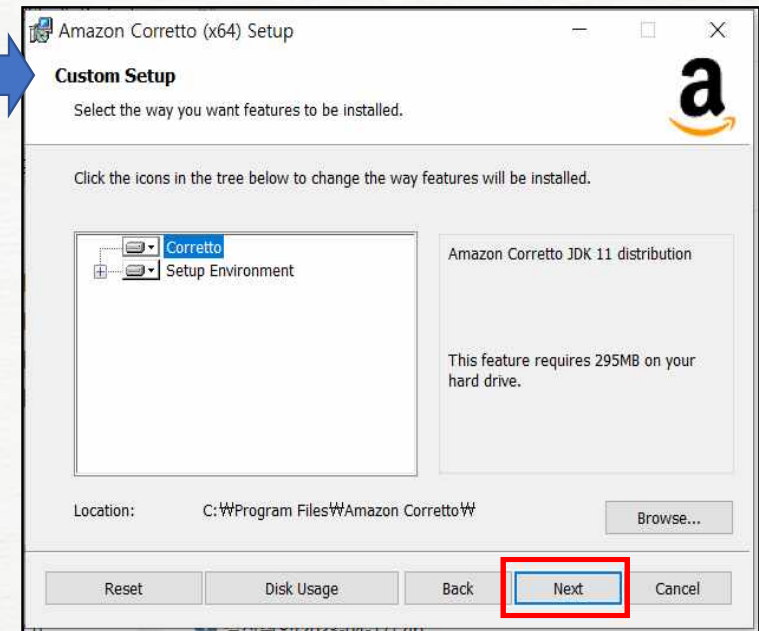 Amazon Corretto (x64) Setup
Custom Setup
Select the way you want features to be installed.
Click the icons in the tree below to change the way features will be installed.
Corretto
Setup Environment
Amazon Corretto JDK 11 distribution
This feature requires 295MB on your
hard drive.
Location: C:₩Program Files₩Amazon Corretto₩
Browse...
Reset Disk Usage Back Next Cancel